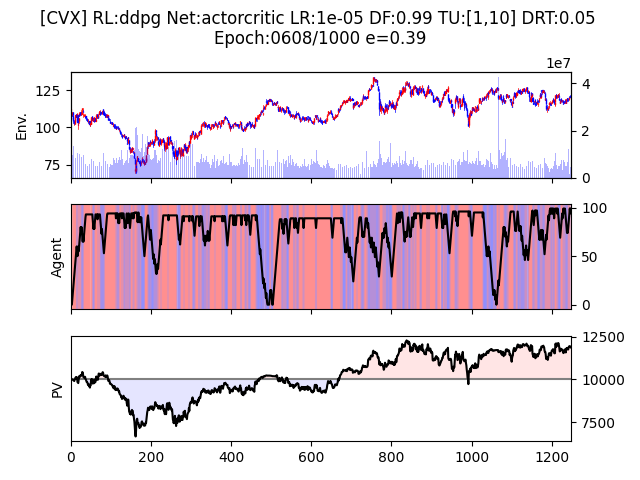 [CVX] RL:ddpg Net:actorcritic LR:1e-05 DF:0.99 TU:[1,10] DRT:0.05
Epoch:0608/1000 e=0.39
1e7
Env.
125
100
75
4
2
0
Agent
100
50
0
PV
12500
10000
7500
0 200 400 600 800 1000 1200